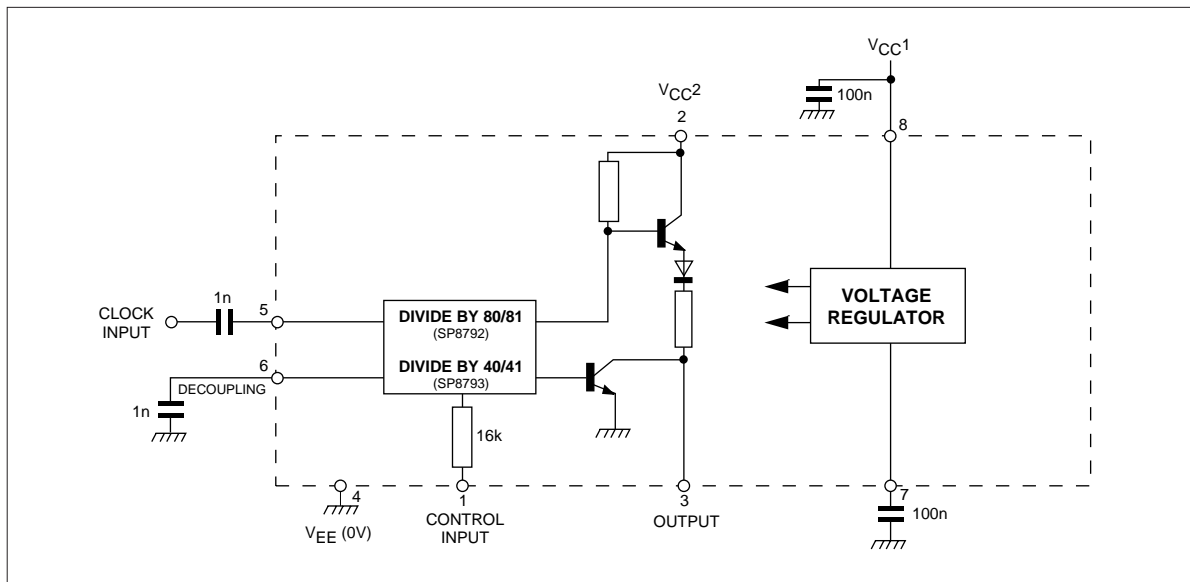 VCC1
100n
VCC2
2
8
1n
5
CLOCK
INPUT
DIVIDE BY 80/81
(SP8792)
VOLTAGE
REGULATOR
6
DECOUPLING
DIVIDE BY 40/41
(SP8793)
1n
16k
4
VEE (0V)
1
CONTROL
INPUT
3
OUTPUT
7
100n